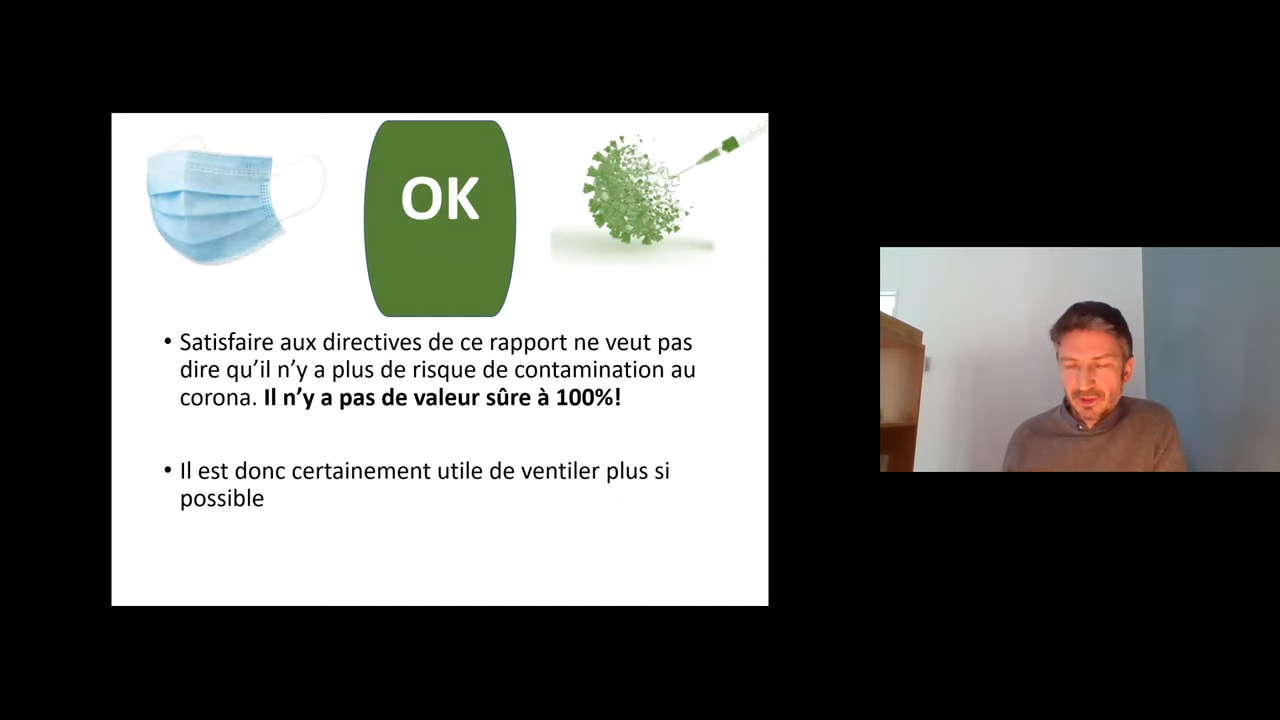 OK
• Satisfaire aux directives de ce rapport ne veut pas
dire qu’il n’y a plus de risque de contamination au
corona. Il n’y a pas de valeur sûre à 100%!
• Il est donc certainement utile de ventiler plus si
possible